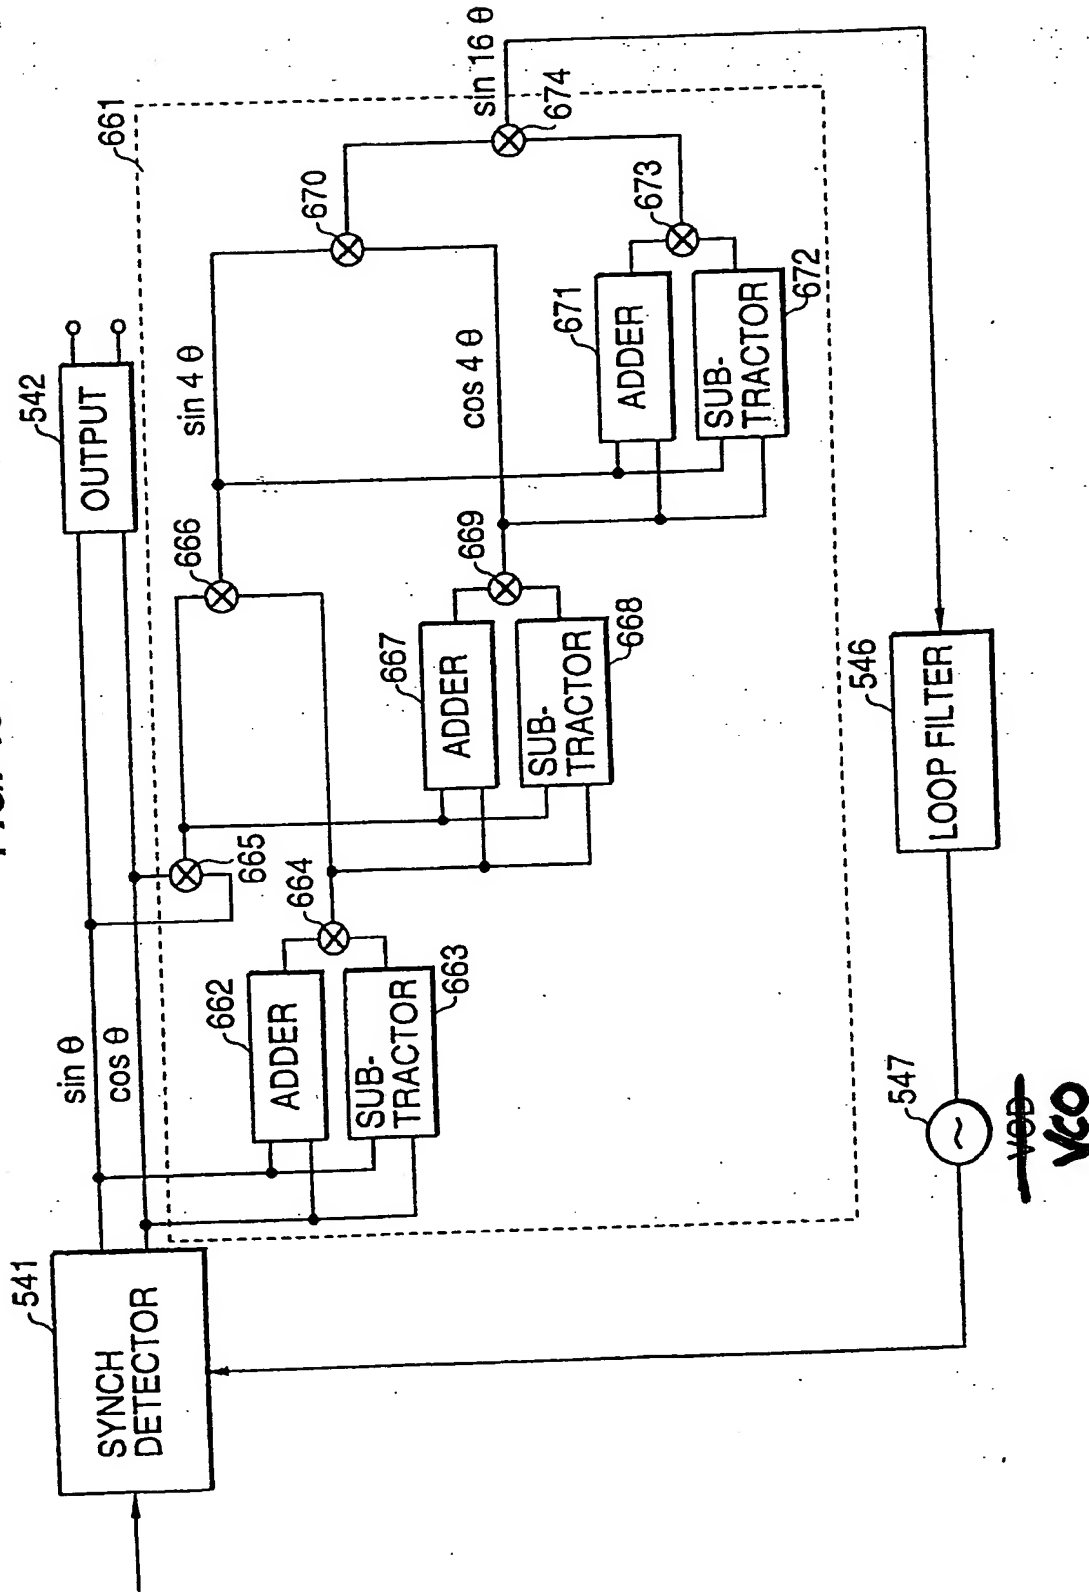 541
SYNCH
DETECTOR
sin θ
cos θ
542
OUTPUT
661
662
ADDER
SUB-
TRACTOR
663
664
665
666
sin 4 θ
667
ADDER
SUB-
TRACTOR
668
669
cos 4 θ
670
671
ADDER
SUB-
TRACTOR
672
673
674
sin 16 θ
546
LOOP FILTER
547
~
VCO